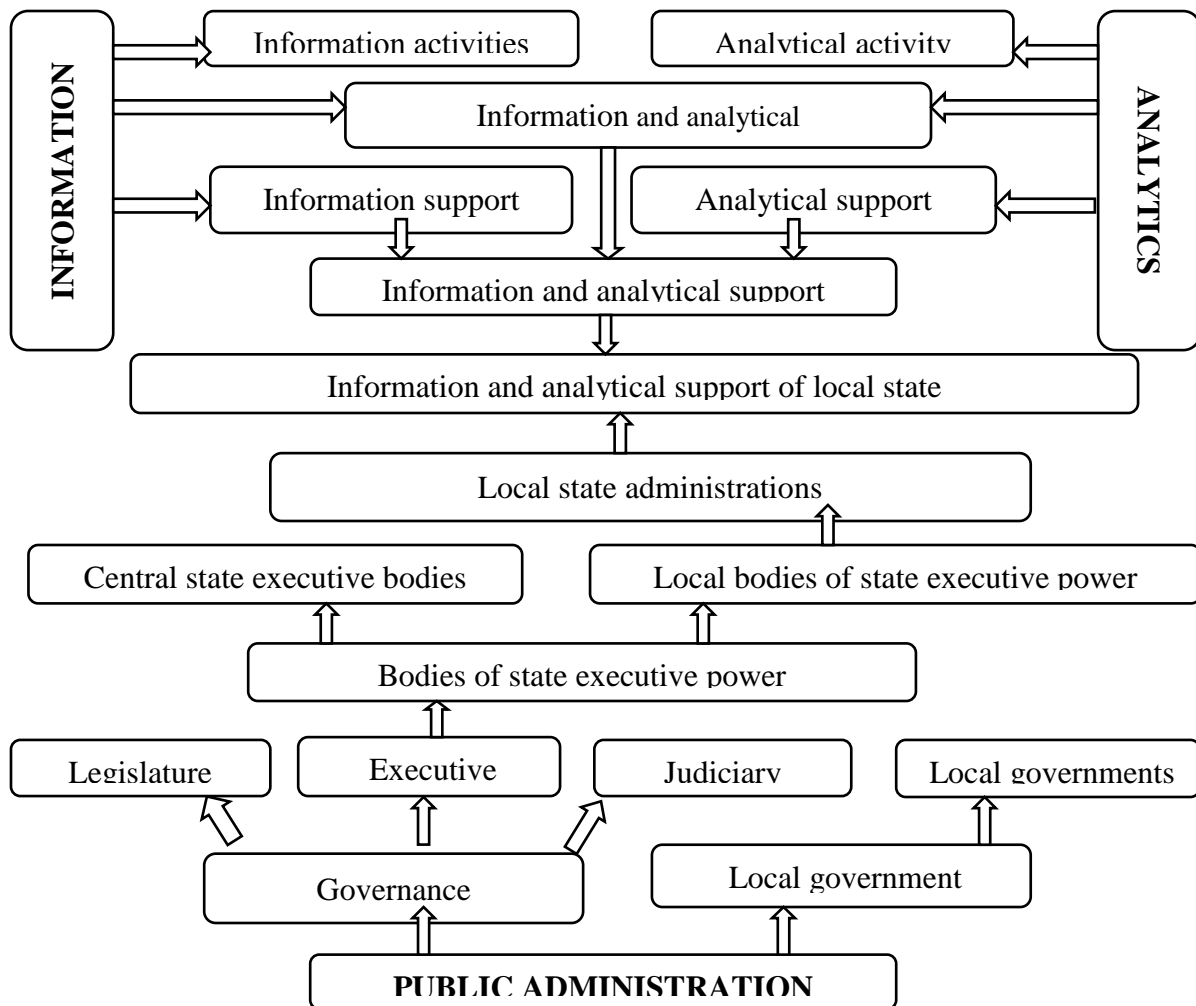 INFORMATION
ANALYTICS
Information activities
Analytical activity
Information and analytical
Information support
Analytical support
Information and analytical support
Information and analytical support of local state
Local state administrations
Central state executive bodies
Local bodies of state executive power
Bodies of state executive power
Legislature
Executive
Judiciary
Local governments
Governance
Local government
PUBLIC ADMINISTRATION